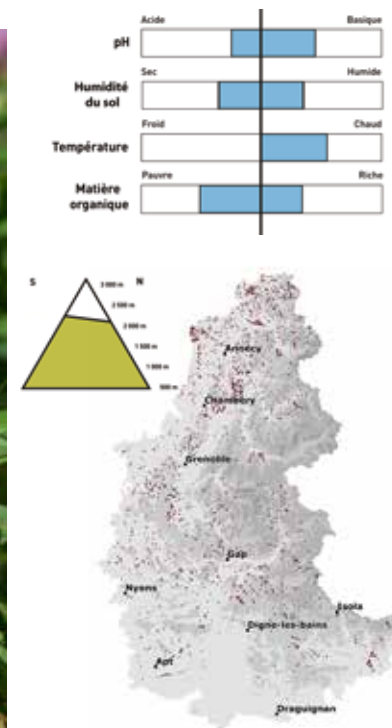 Acide Basique
pH
Sec Humide
Humidité
du sol
Froid Chaud
Température
Pauvre Riche
Matière
organique
S N
3 000 m
2 500 m
2 000 m
1 500 m
1 000 m
500 m
Annecy
Chambéry
Grenoble
Gap
Nyons
Isola
Digne-les-bains
Apt
Draguignan